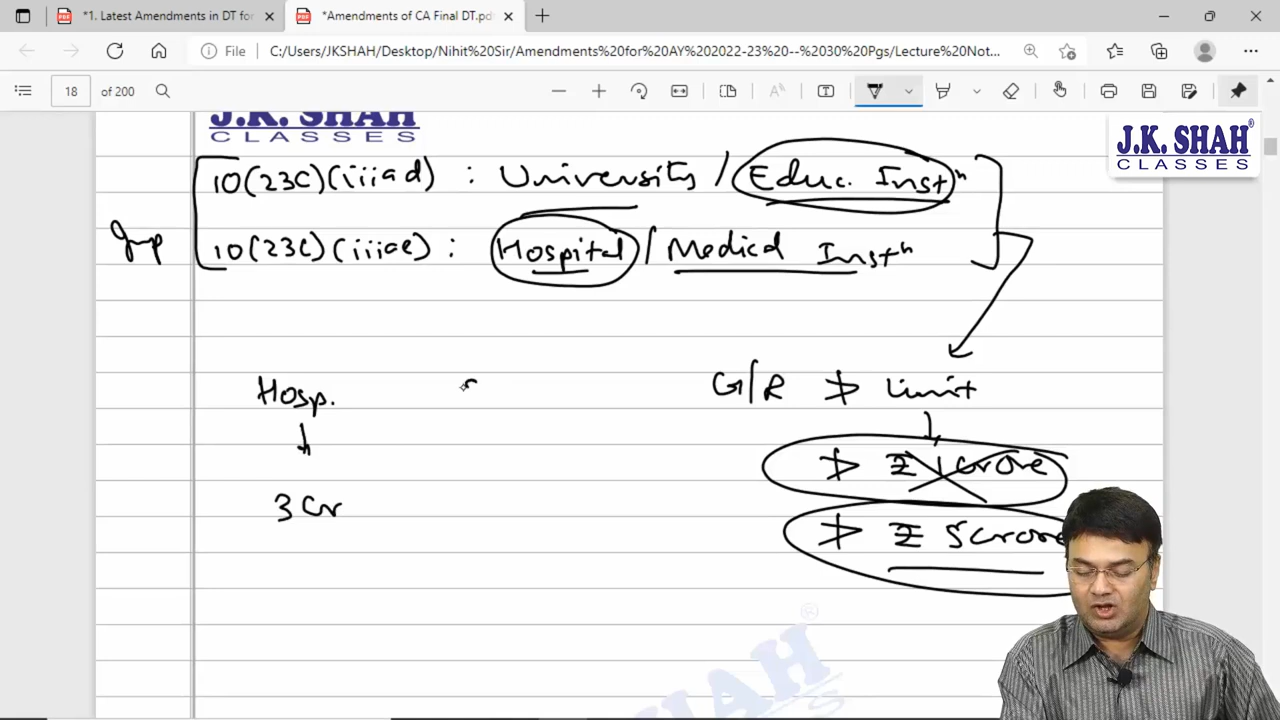 *1. Latest Amendments in DT for
*Amendments of CA Final DT.pdf
File
C:/Users/JKSHAH/Desktop/Nihit%20Sir/Amendments%20for%20AY%202022-23%20--%2030%20Pgs/Lecture%20Not...
18 of 200
J.K. SHAH
CLASSES
J.K. SHAH®
CLASSES
10(23C)(iiiad) : University / Educ. Instn
Imp
10(23C)(iiiae) : Hospital / Medical Instn
G/R ≯ Limit
Hosp.
≯ ₹ 1 crore
3 Cr
≯ ₹ 5 crore
SHAH